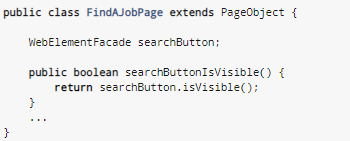 public class FindAJobPage extends PageObject {
    WebElementFacade searchButton;
    public boolean searchButtonIsVisible() {
        return searchButton.isVisible();
    }
    ...
}